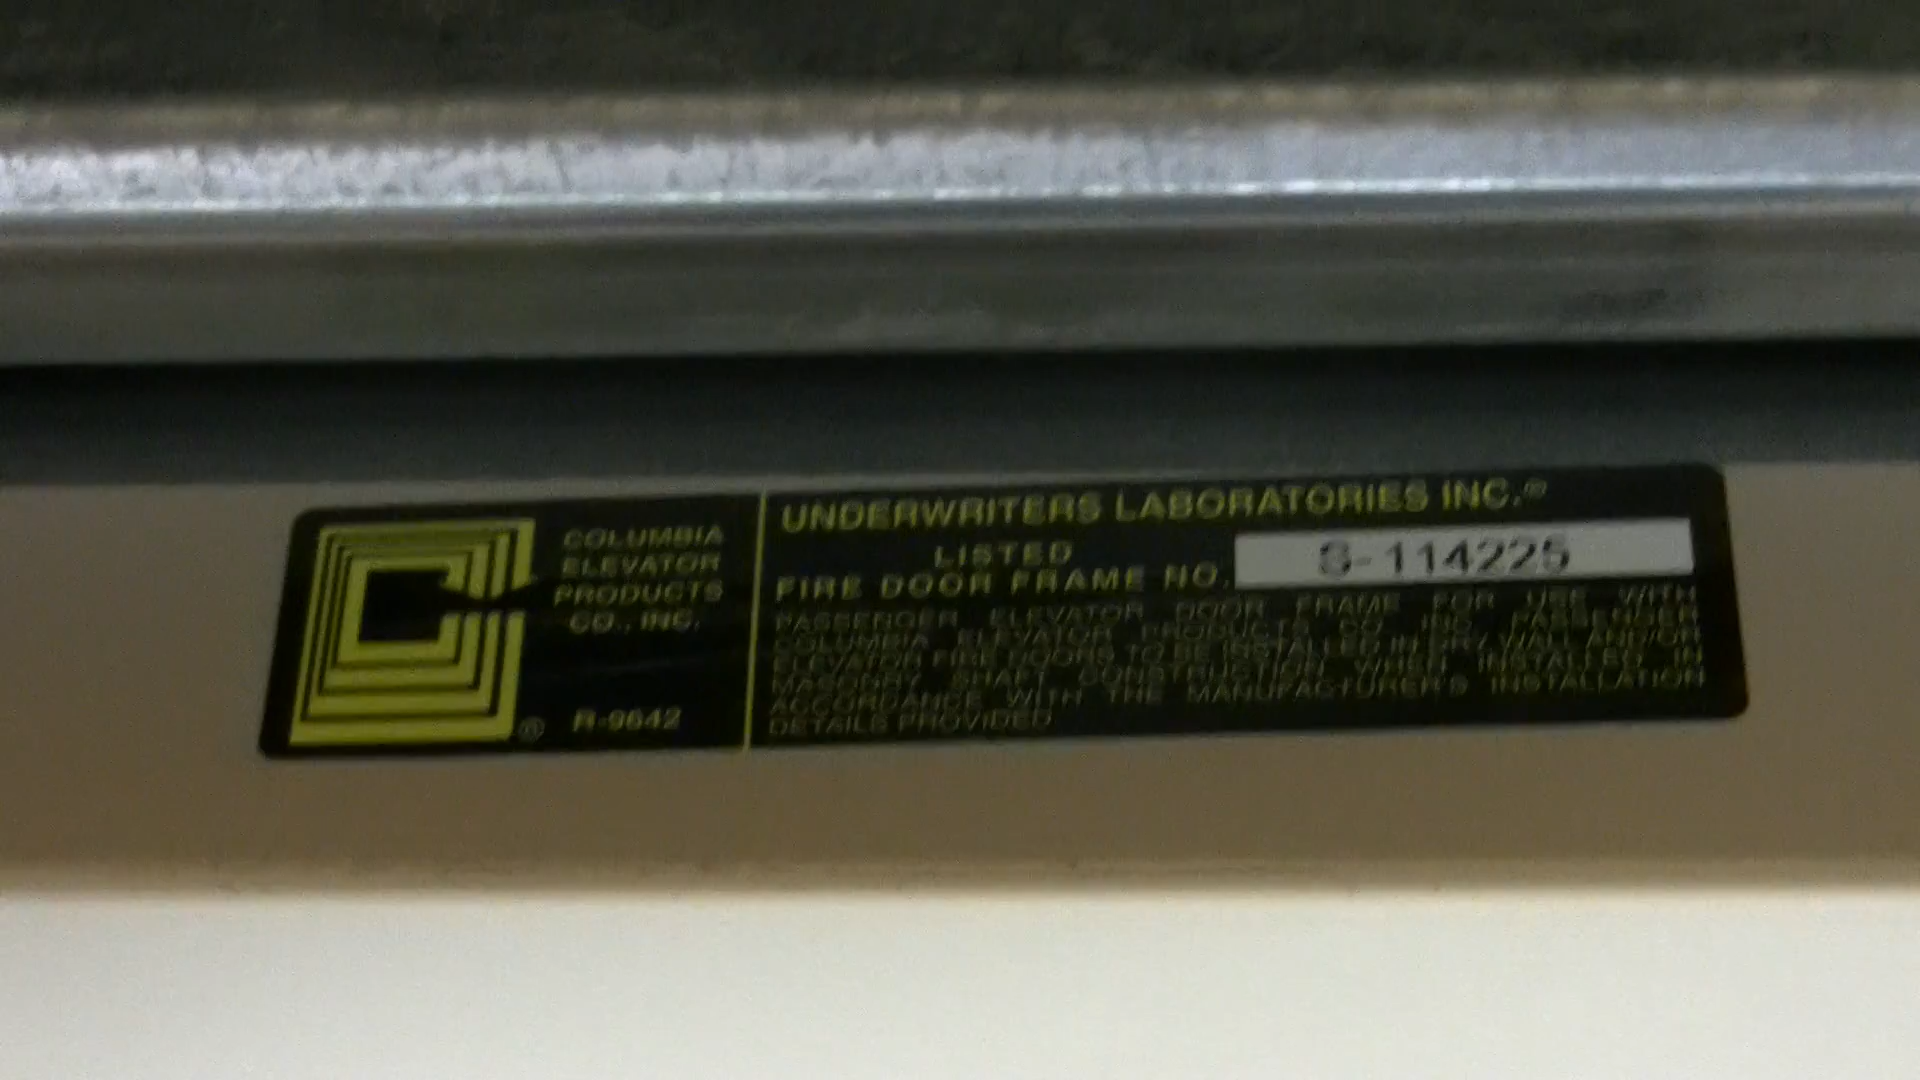 COLUMBIA
ELEVATOR
PRODUCTS
CO., INC.
® R-9642
UNDERWRITERS LABORATORIES INC.®
LISTED
FIRE DOOR FRAME NO. S-114225
PASSENGER ELEVATOR DOOR FRAME FOR USE WITH
COLUMBIA ELEVATOR PRODUCTS CO INC PASSENGER
ELEVATOR FIRE DOORS TO BE INSTALLED IN DRY WALL AND/OR
MASONRY SHAFT CONSTRUCTION WHEN INSTALLED IN
ACCORDANCE WITH THE MANUFACTURER'S INSTALLATION
DETAILS PROVIDED